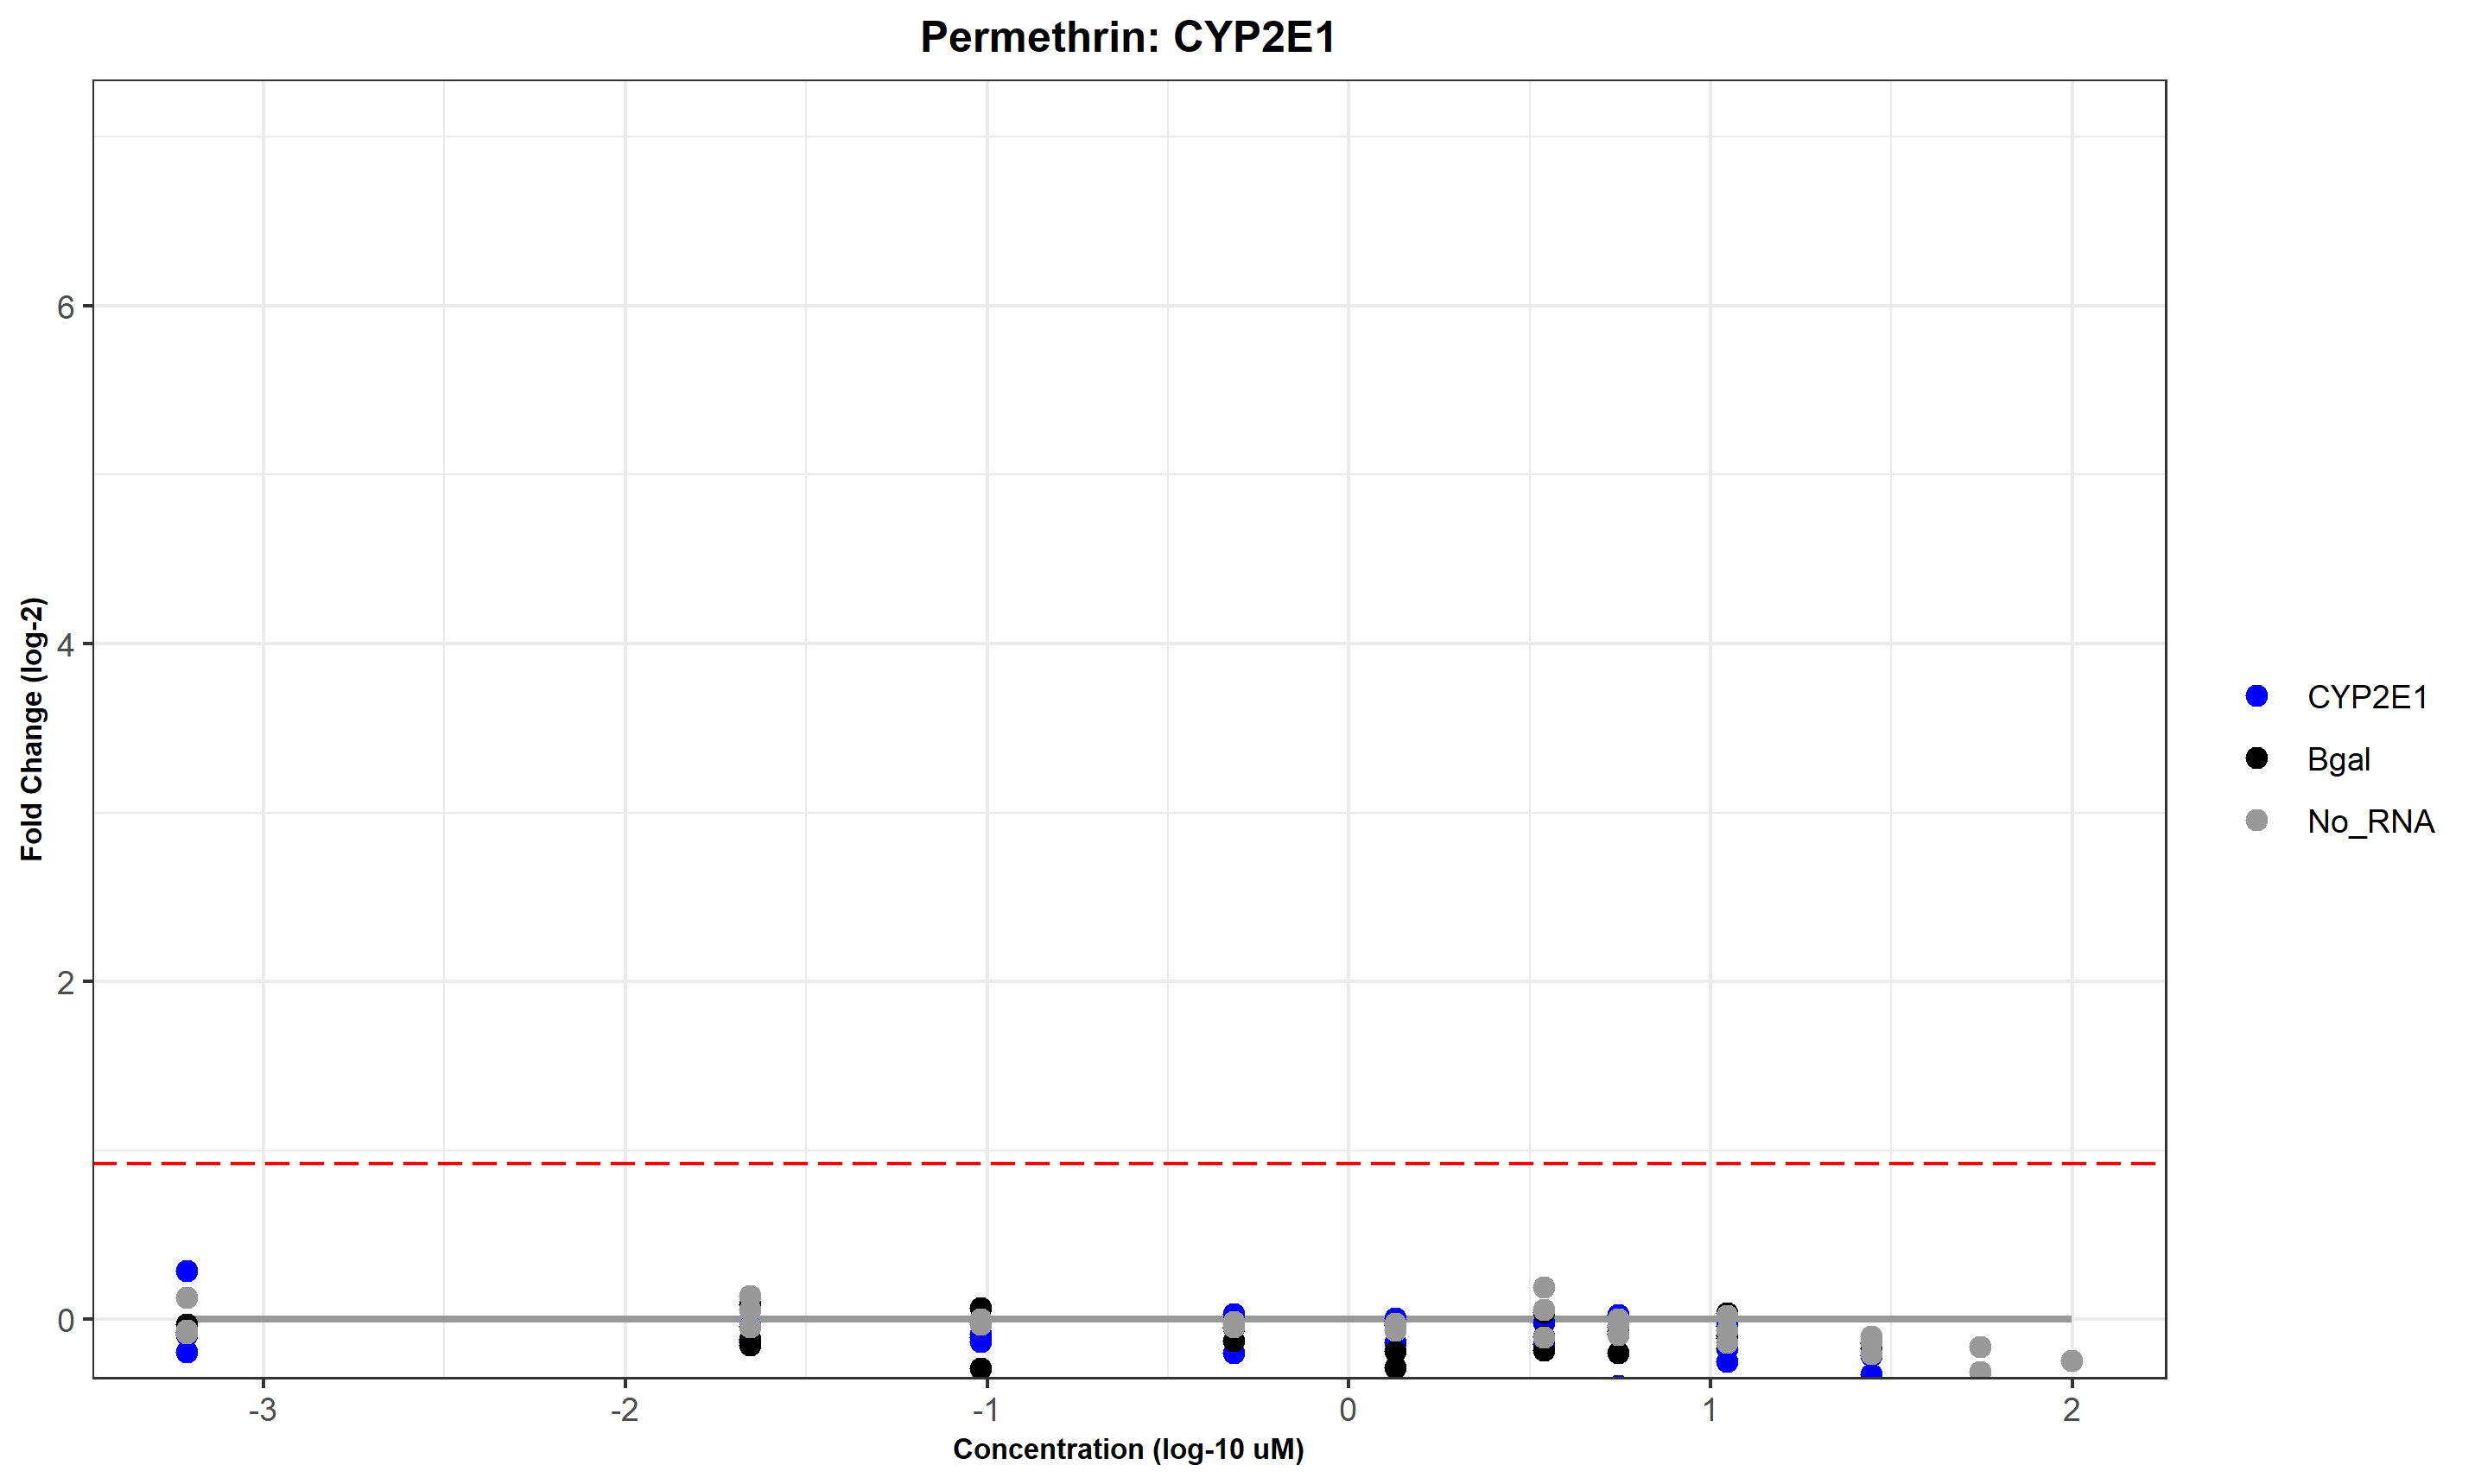 Permethrin: CYP2E1
Fold Change (log-2)
6
4
2
0
-3
-2
-1
0
1
2
Concentration (log-10 uM)
CYP2E1
Bgal
No_RNA